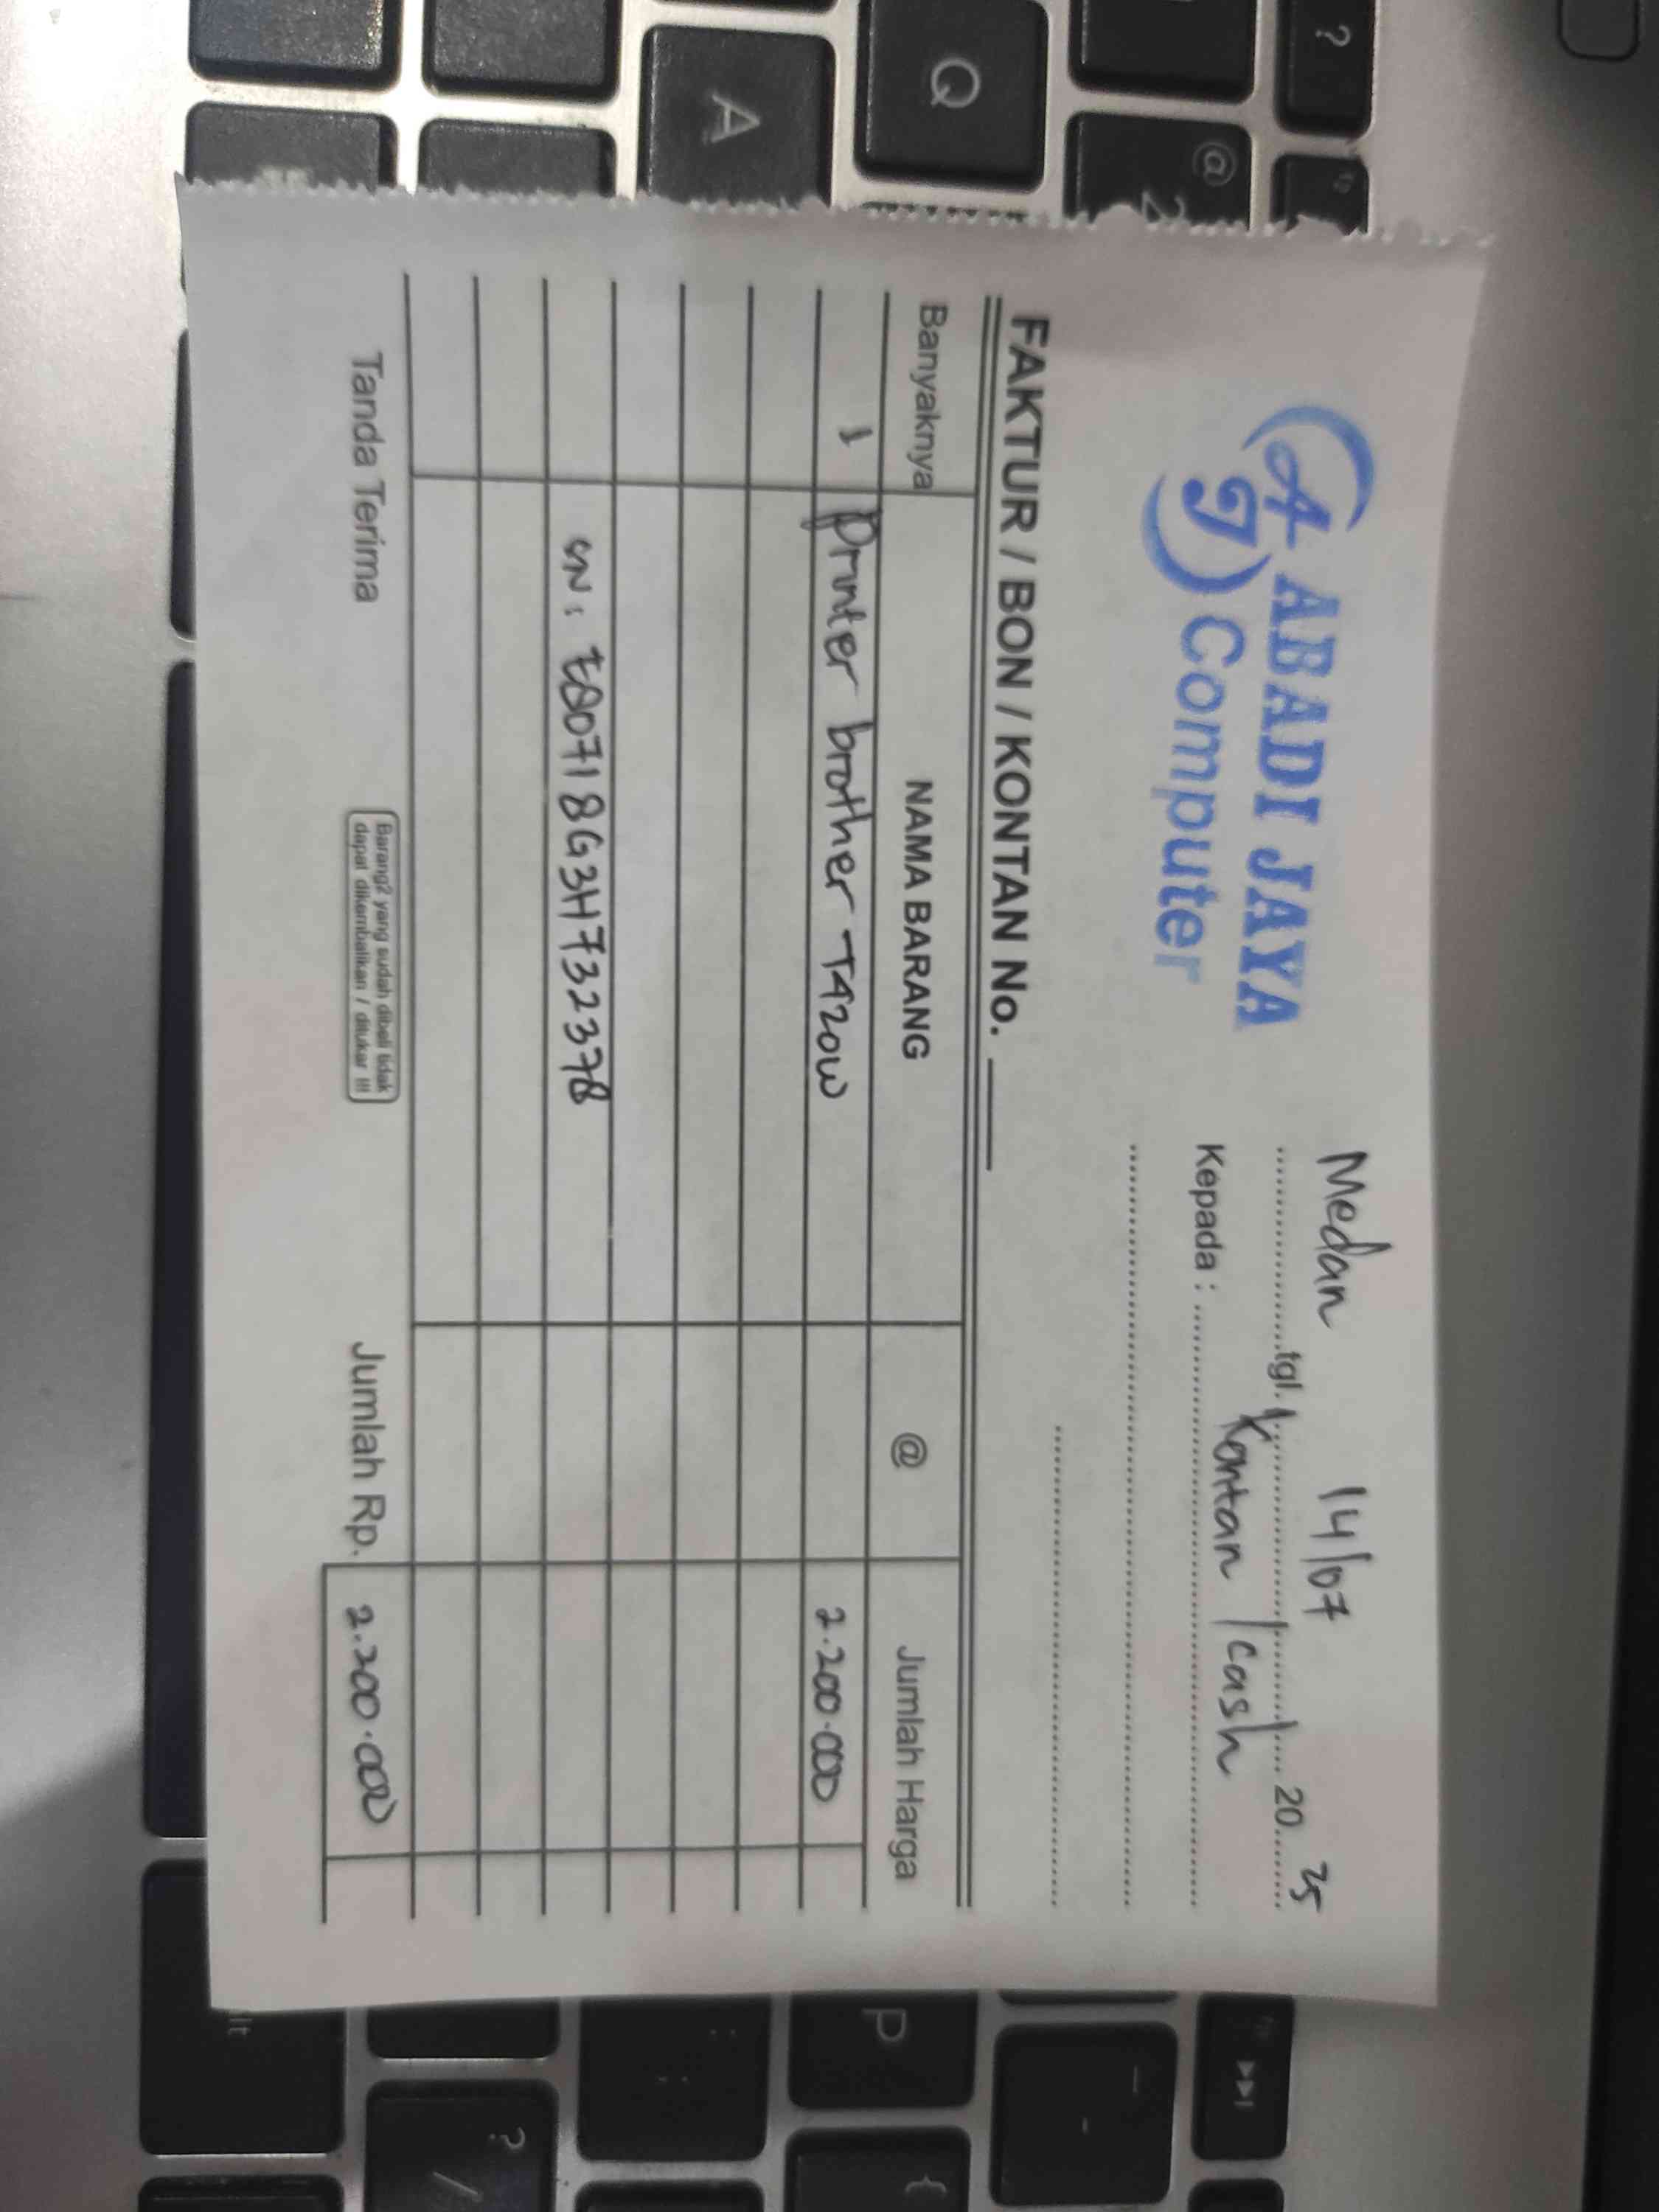 AJ ABADI JAYA
Computer
Medan tgl. 14/07 20 25
Kepada : Kontan / cash
FAKTUR / BON / KONTAN No.
Banyaknya NAMA BARANG @ Jumlah Harga
1 Printer brother T420W 2.200.000
SN: E80718G3H732378
Tanda Terima
Barang2 yang sudah dibeli tidak
dapat dikembalikan / ditukar !!!
Jumlah Rp. 2.200.000
? 
Q
A
@
2
P
?
/
:
;
{
-